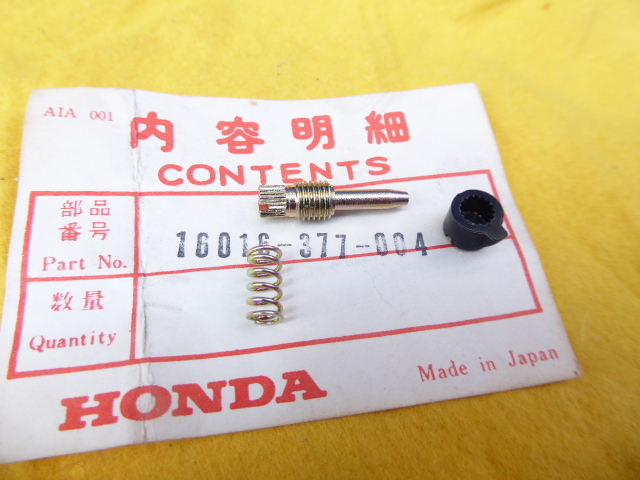 AIA 001
内容明細
CONTENTS
部品
番号
Part No.
16016-377-004
数量
Quantity
HONDA
Made in Japan